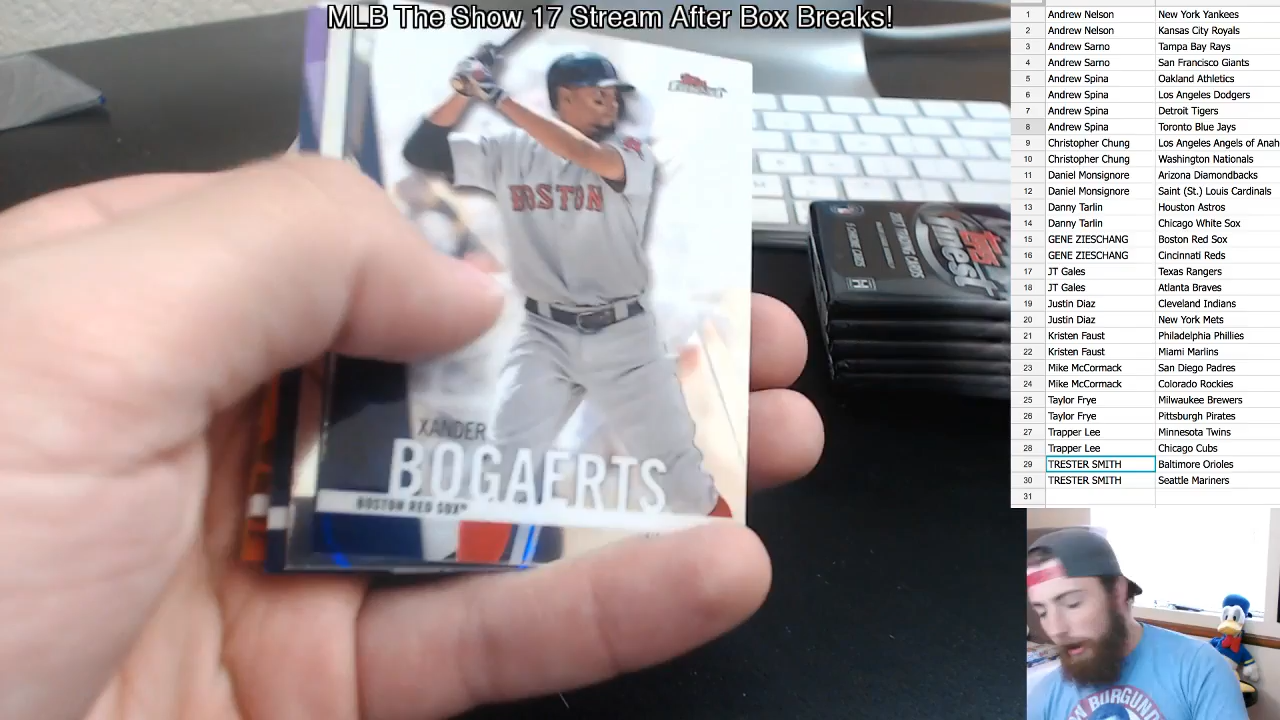 MLB The Show 17 Stream After Box Breaks!
BOSTON
XANDER
BOGAERTS
BOSTON RED SOX
TOPPS
finest
2017 TRADING CARDS
1 Andrew Nelson New York Yankees
2 Andrew Nelson Kansas City Royals
3 Andrew Sarno Tampa Bay Rays
4 Andrew Sarno San Francisco Giants
5 Andrew Spina Oakland Athletics
6 Andrew Spina Los Angeles Dodgers
7 Andrew Spina Detroit Tigers
8 Andrew Spina Toronto Blue Jays
9 Christopher Chung Los Angeles Angels of Anah
10 Christopher Chung Washington Nationals
11 Daniel Monsignore Arizona Diamondbacks
12 Daniel Monsignore Saint (St.) Louis Cardinals
13 Danny Tarlin Houston Astros
14 Danny Tarlin Chicago White Sox
15 GENE ZIESCHANG Boston Red Sox
16 GENE ZIESCHANG Cincinnati Reds
17 JT Gales Texas Rangers
18 JT Gales Atlanta Braves
19 Justin Diaz Cleveland Indians
20 Justin Diaz New York Mets
21 Kristen Faust Philadelphia Phillies
22 Kristen Faust Miami Marlins
23 Mike McCormack San Diego Padres
24 Mike McCormack Colorado Rockies
25 Taylor Frye Milwaukee Brewers
26 Taylor Frye Pittsburgh Pirates
27 Trapper Lee Minnesota Twins
28 Trapper Lee Chicago Cubs
29 TRESTER SMITH Baltimore Orioles
30 TRESTER SMITH Seattle Mariners
31
BURGUN